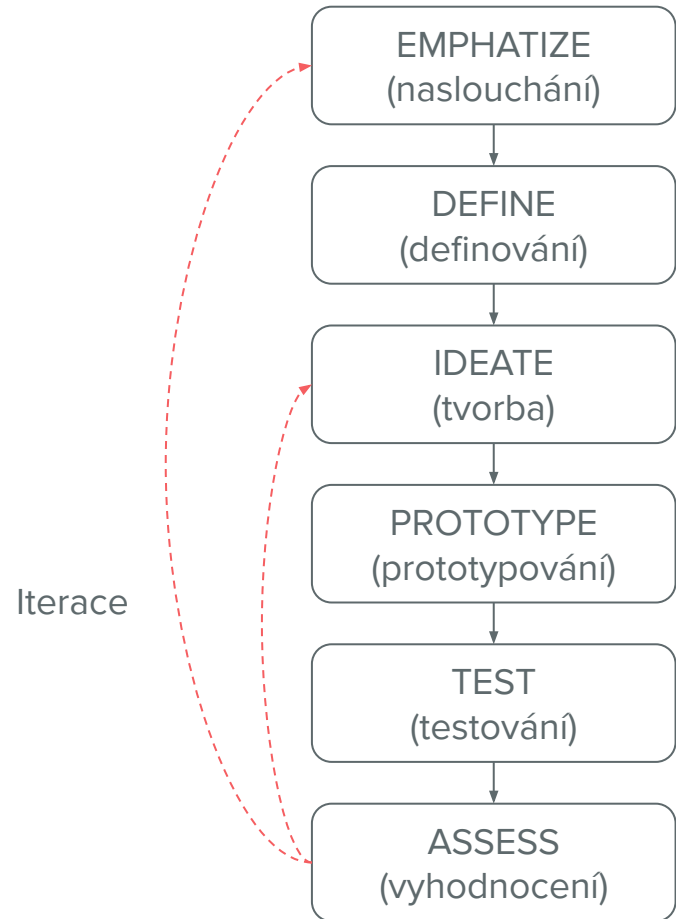 EMPHATIZE
(naslouchání)
DEFINE
(definování)
IDEATE
(tvorba)
PROTOTYPE
(prototypování)
Iterace
TEST
(testování)
ASSESS
(vyhodnocení)